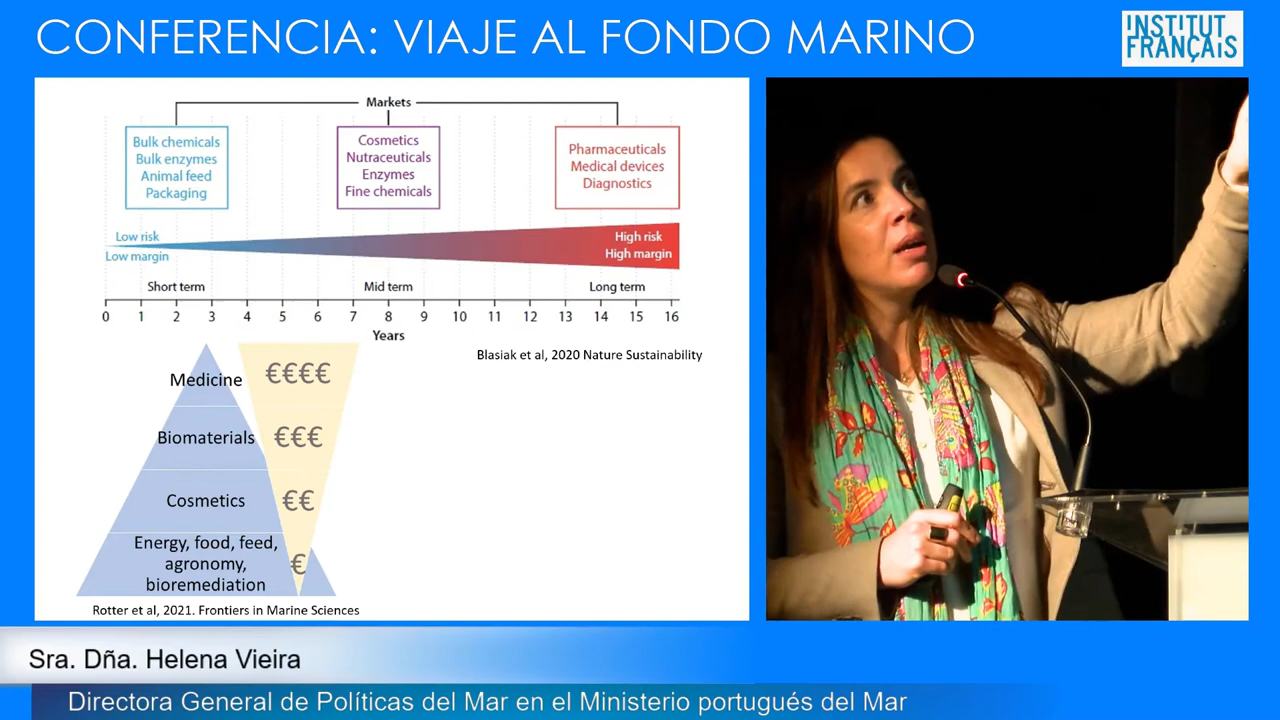 CONFERENCIA: VIAJE AL FONDO MARINO
INSTITUT
FRANÇAIS
Markets
Bulk chemicals
Bulk enzymes
Animal feed
Packaging
Cosmetics
Nutraceuticals
Enzymes
Fine chemicals
Pharmaceuticals
Medical devices
Diagnostics
Low risk
Low margin
High risk
High margin
Short term
Mid term
Long term
0 1 2 3 4 5 6 7 8 9 10 11 12 13 14 15 16
Years
Blasiak et al, 2020 Nature Sustainability
Medicine €€€€
Biomaterials €€€
Cosmetics €€
Energy, food, feed,
agronomy, €
bioremediation
Rotter et al, 2021. Frontiers in Marine Sciences
Sra. Dña. Helena Vieira
Directora General de Políticas del Mar en el Ministerio portugués del Mar